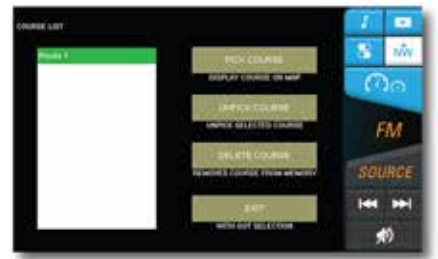 COURSE LIST
Route 1
PICK COURSE
DISPLAY COURSE ON MAP
UNPICK COURSE
UNPICK SELECTED COURSE
DELETE COURSE
REMOVES COURSE FROM MEMORY
EXIT
WITH OUT SELECTION
NW
FM
SOURCE